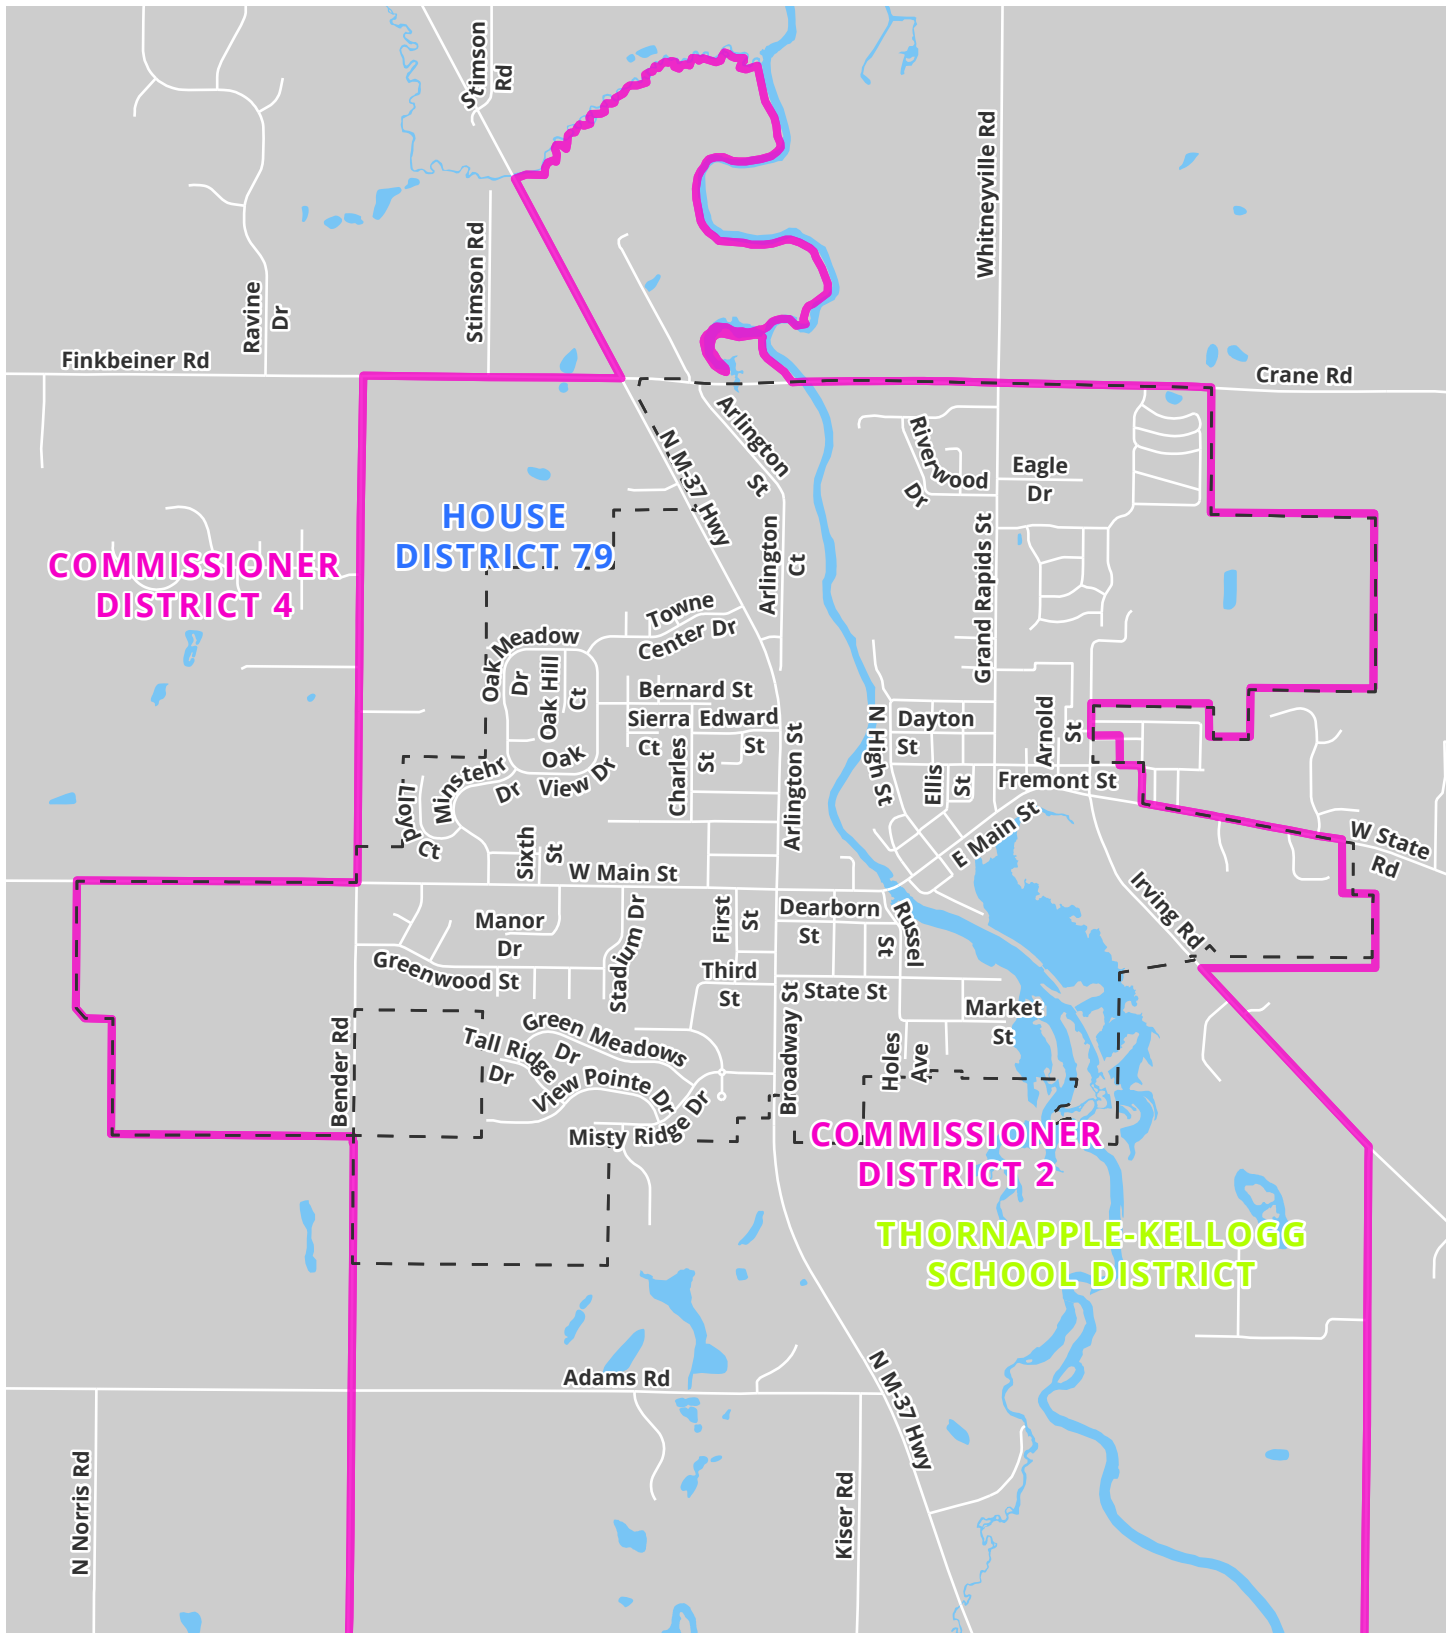 Stimson
Rd
Whitneyville Rd
Stimson Rd
Ravine
Dr
Finkbeiner Rd
Crane Rd
Arlington
St
N M-37 Hwy
Riverwood
Dr
Eagle
Dr
HOUSE
DISTRICT 79
COMMISSIONER
DISTRICT 4
Arlington
Ct
Grand Rapids St
Towne
Center Dr
Oak Meadow
Dr
Oak Hill
Ct
Bernard St
Sierra
Ct
Edward
St
Charles
St
Oak
View Dr
Minstehr
Dr
Lloyd
Ct
Arlington St
N High St
Dayton
St
Ellis
St
Arnold
St
Fremont St
E Main St
W State
Rd
Sixth
St
W Main St
Irving Rd
Manor
Dr
Stadium Dr
First
St
Dearborn
St
Russel
St
Greenwood St
Third
St
State St
Market
St
Bender Rd
Tall Ridge
Dr
Green Meadows
Dr
View Pointe Dr
Misty Ridge Dr
Broadway St
Holes
Ave
COMMISSIONER
DISTRICT 2
THORNAPPLE-KELLOGG
SCHOOL DISTRICT
Adams Rd
N M-37 Hwy
N Norris Rd
Kiser Rd